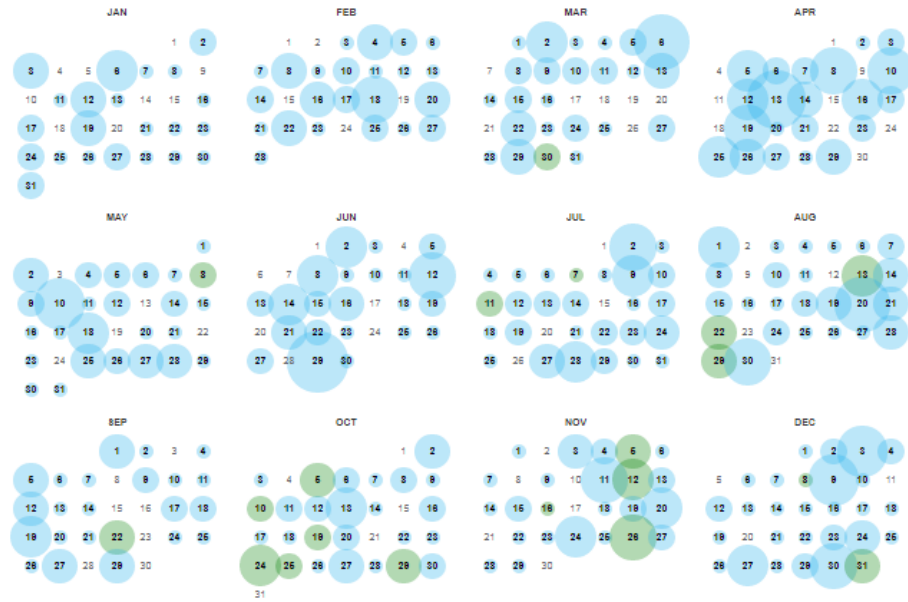 JAN
1 2
3 4 5 6 7 8 9
10 11 12 13 14 15 16
17 18 19 20 21 22 23
24 25 26 27 28 29 30
31
FEB
1 2 3 4 5 6
7 8 9 10 11 12 13
14 15 16 17 18 19 20
21 22 23 24 25 26 27
28
MAR
1 2 3 4 5 6
7 8 9 10 11 12 13
14 15 16 17 18 19 20
21 22 23 24 25 26 27
28 29 30 31
APR
1 2 3
4 5 6 7 8 9 10
11 12 13 14 15 16 17
18 19 20 21 22 23 24
25 26 27 28 29 30
MAY
1
2 3 4 5 6 7 8
9 10 11 12 13 14 15
16 17 18 19 20 21 22
23 24 25 26 27 28 29
30 31
JUN
1 2 3 4 5
6 7 8 9 10 11 12
13 14 15 16 17 18 19
20 21 22 23 24 25 26
27 28 29 30
JUL
1 2 3
4 5 6 7 8 9 10
11 12 13 14 15 16 17
18 19 20 21 22 23 24
25 26 27 28 29 30 31
AUG
1 2 3 4 5 6 7
8 9 10 11 12 13 14
15 16 17 18 19 20 21
22 23 24 25 26 27 28
29 30 31
SEP
1 2 3 4
5 6 7 8 9 10 11
12 13 14 15 16 17 18
19 20 21 22 23 24 25
26 27 28 29 30
OCT
1 2
3 4 5 6 7 8 9
10 11 12 13 14 15 16
17 18 19 20 21 22 23
24 25 26 27 28 29 30
31
NOV
1 2 3 4 5 6
7 8 9 10 11 12 13
14 15 16 17 18 19 20
21 22 23 24 25 26 27
28 29 30
DEC
1 2 3 4
5 6 7 8 9 10 11
12 13 14 15 16 17 18
19 20 21 22 23 24 25
26 27 28 29 30 31